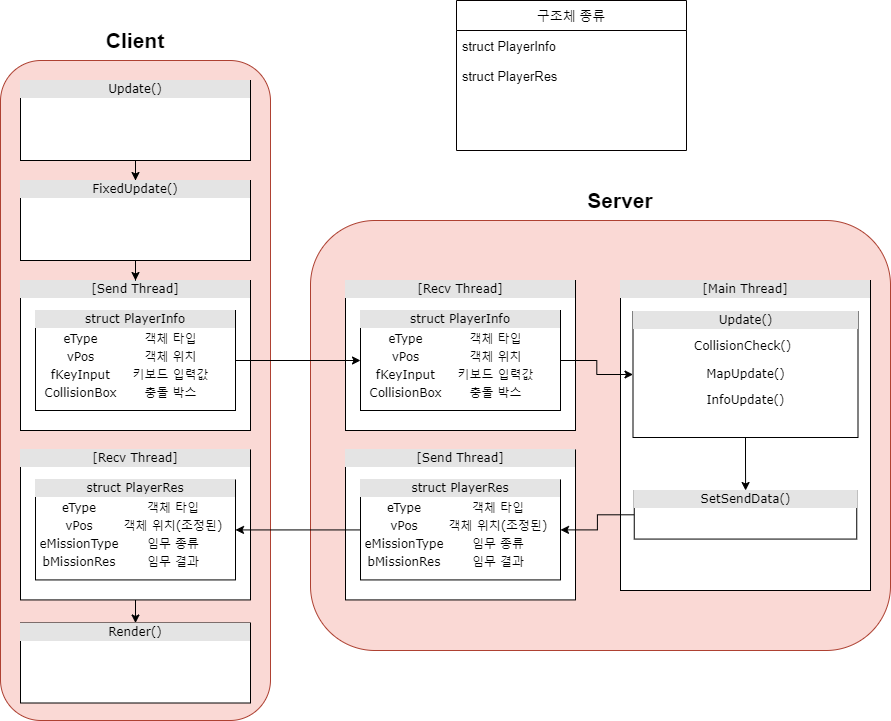 구조체 종류
struct PlayerInfo
struct PlayerRes
Client
Update()
FixedUpdate()
[Send Thread]
struct PlayerInfo
eType 객체 타입
vPos 객체 위치
fKeyInput 키보드 입력값
CollisionBox 충돌 박스
[Recv Thread]
struct PlayerRes
eType 객체 타입
vPos 객체 위치(조정된)
eMissionType 임무 종류
bMissionRes 임무 결과
Render()
Server
[Recv Thread]
struct PlayerInfo
eType 객체 타입
vPos 객체 위치
fKeyInput 키보드 입력값
CollisionBox 충돌 박스
[Send Thread]
struct PlayerRes
eType 객체 타입
vPos 객체 위치(조정된)
eMissionType 임무 종류
bMissionRes 임무 결과
[Main Thread]
Update()
CollisionCheck()
MapUpdate()
InfoUpdate()
SetSendData()